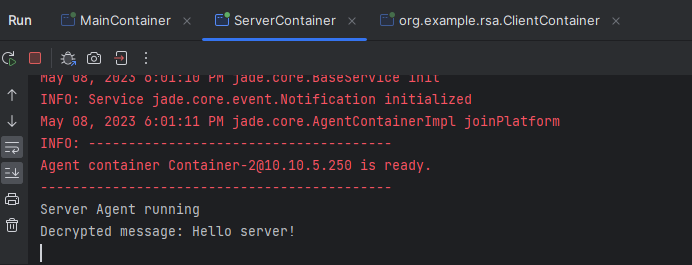 Run MainContainer ServerContainer org.example.rsa.ClientContainer
May 08, 2023 6:01:10 PM jade.core.BaseService init
INFO: Service jade.core.event.Notification initialized
May 08, 2023 6:01:11 PM jade.core.AgentContainerImpl joinPlatform
INFO: --------------------------------------
Agent container Container-2@10.10.5.250 is ready.
--------------------------------------------
Server Agent running
Decrypted message: Hello server!